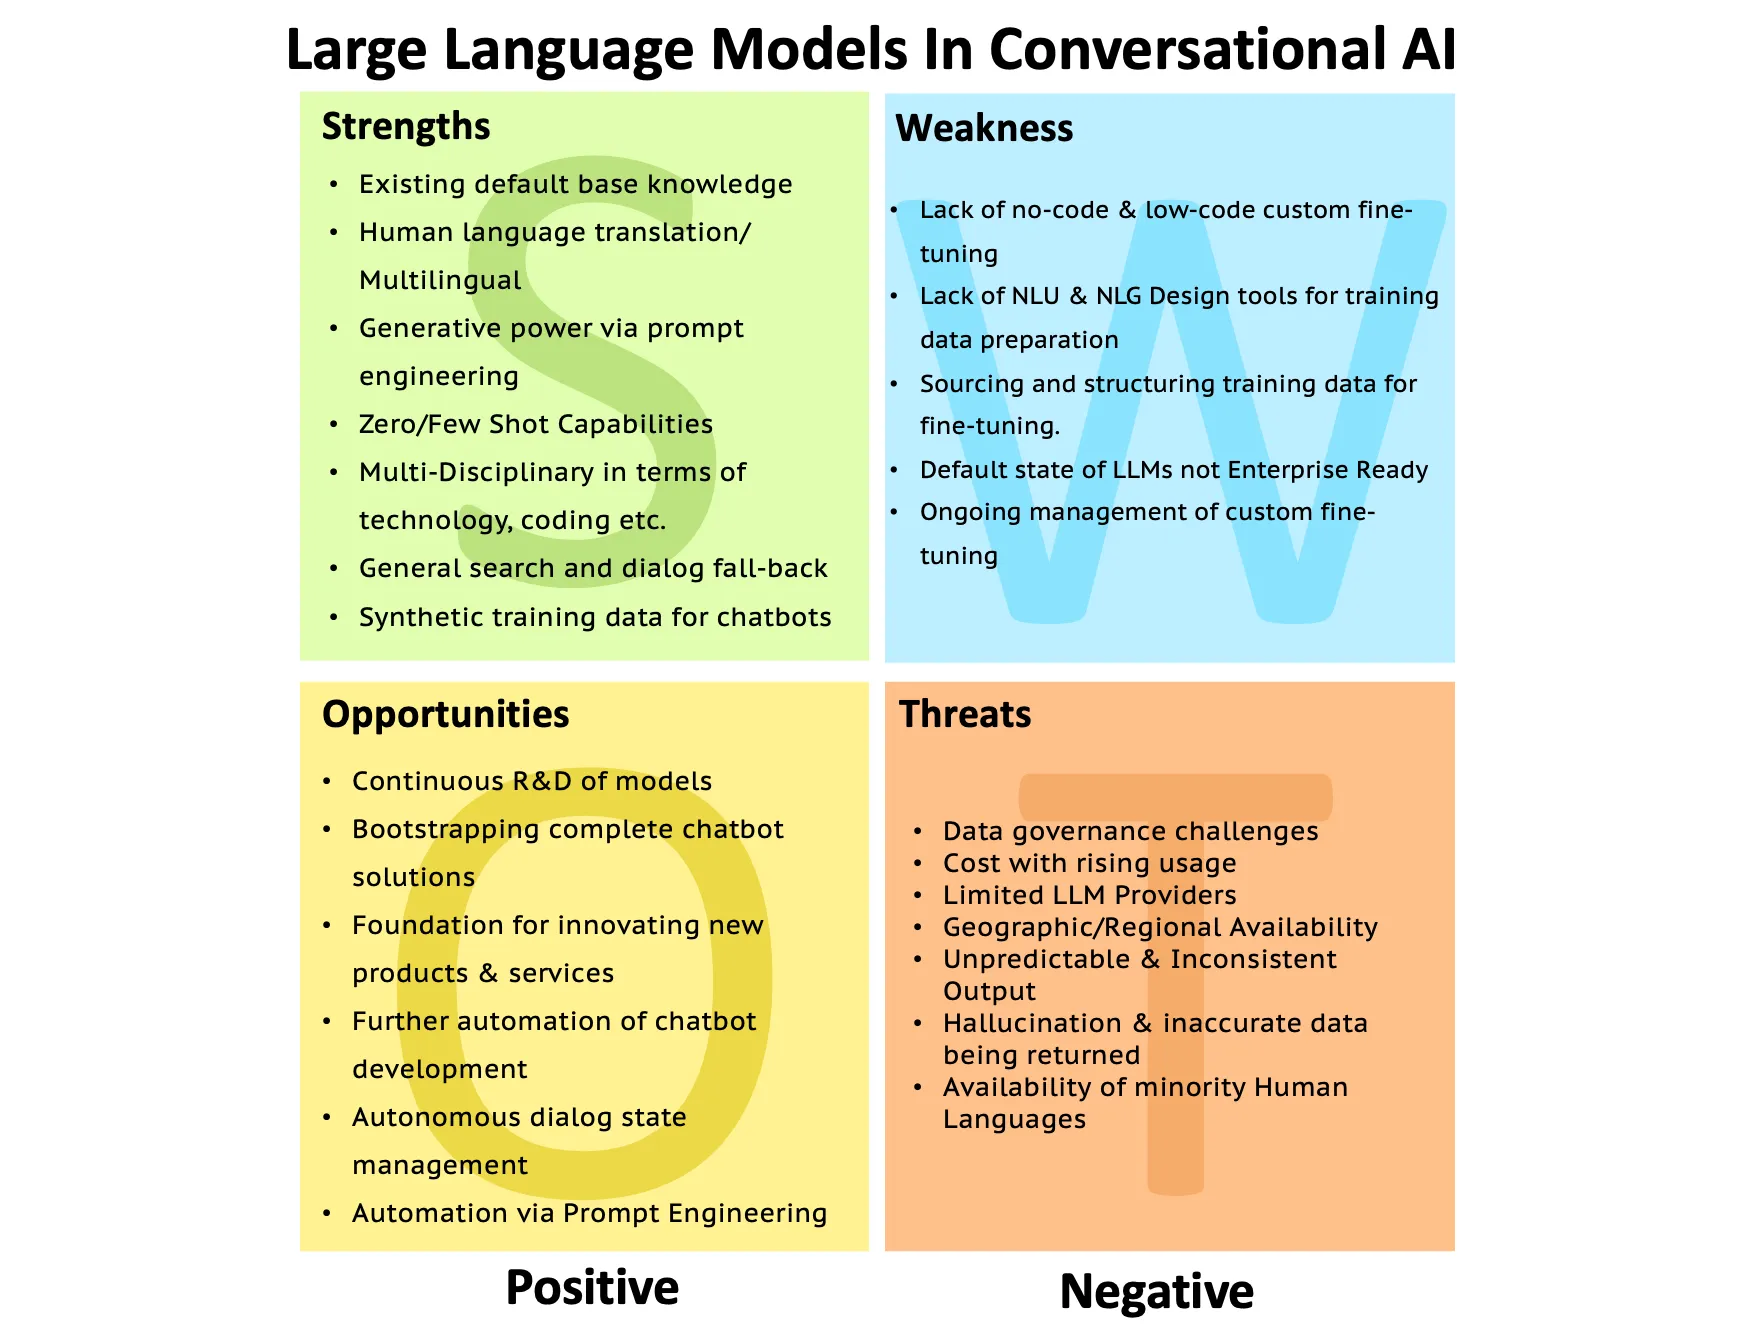 Large Language Models In Conversational AI
Strengths
• Existing default base knowledge
• Human language translation/
Multilingual
• Generative power via prompt
engineering
• Zero/Few Shot Capabilities
• Multi-Disciplinary in terms of
technology, coding etc.
• General search and dialog fall-back
• Synthetic training data for chatbots
S
Weakness
• Lack of no-code & low-code custom fine-
tuning
• Lack of NLU & NLG Design tools for training
data preparation
• Sourcing and structuring training data for
fine-tuning.
• Default state of LLMs not Enterprise Ready
• Ongoing management of custom fine-
tuning
W
Opportunities
• Continuous R&D of models
• Bootstrapping complete chatbot
solutions
• Foundation for innovating new
products & services
• Further automation of chatbot
development
• Autonomous dialog state
management
• Automation via Prompt Engineering
O
Threats
• Data governance challenges
• Cost with rising usage
• Limited LLM Providers
• Geographic/Regional Availability
• Unpredictable & Inconsistent
Output
• Hallucination & inaccurate data
being returned
• Availability of minority Human
Languages
T
Positive
Negative